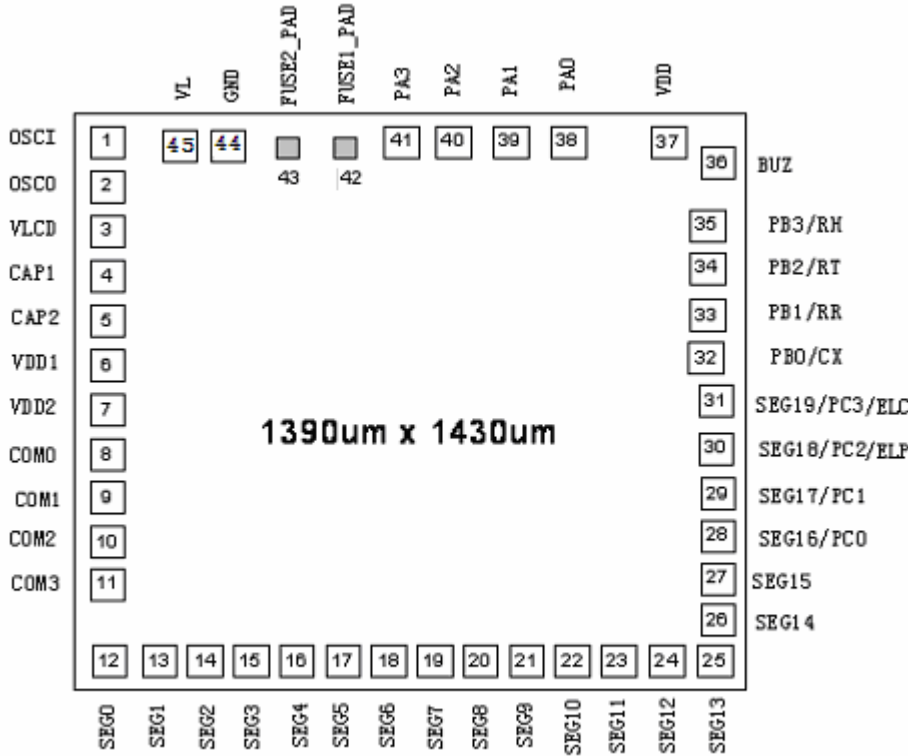 VL GND FUSE2_PAD FUSE1_PAD PA3 PA2 PA1 PA0 VDD
OSCI 1 45 44 41 40 39 38 37
43 42
36 BUZ
OSCO 2
VLCD 3 35 PB3/RH
CAP1 4 34 PB2/RT
CAP2 5 33 PB1/RR
VDD1 6 32 PB0/CX
VDD2 7 31 SEG19/PC3/ELC
1390um x 1430um
COM0 8 30 SEG18/PC2/ELP
COM1 9 29 SEG17/PC1
COM2 10 28 SEG16/PC0
COM3 11 27 SEG15
26 SEG14
12 13 14 15 16 17 18 19 20 21 22 23 24 25
SEG0 SEG1 SEG2 SEG3 SEG4 SEG5 SEG6 SEG7 SEG8 SEG9 SEG10 SEG11 SEG12 SEG13